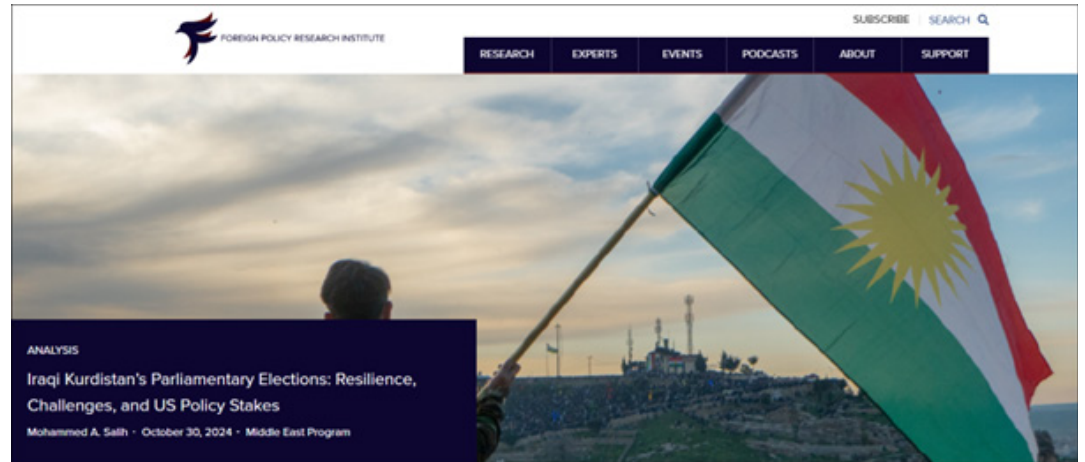 FOREIGN POLICY RESEARCH INSTITUTE
SUBSCRIBE
SEARCH
RESEARCH
EXPERTS
EVENTS
PODCASTS
ABOUT
SUPPORT
ANALYSIS
Iraqi Kurdistan's Parliamentary Elections: Resilience,
Challenges, and US Policy Stakes
Mohammed A. Salih · October 30, 2024 · Middle East Program